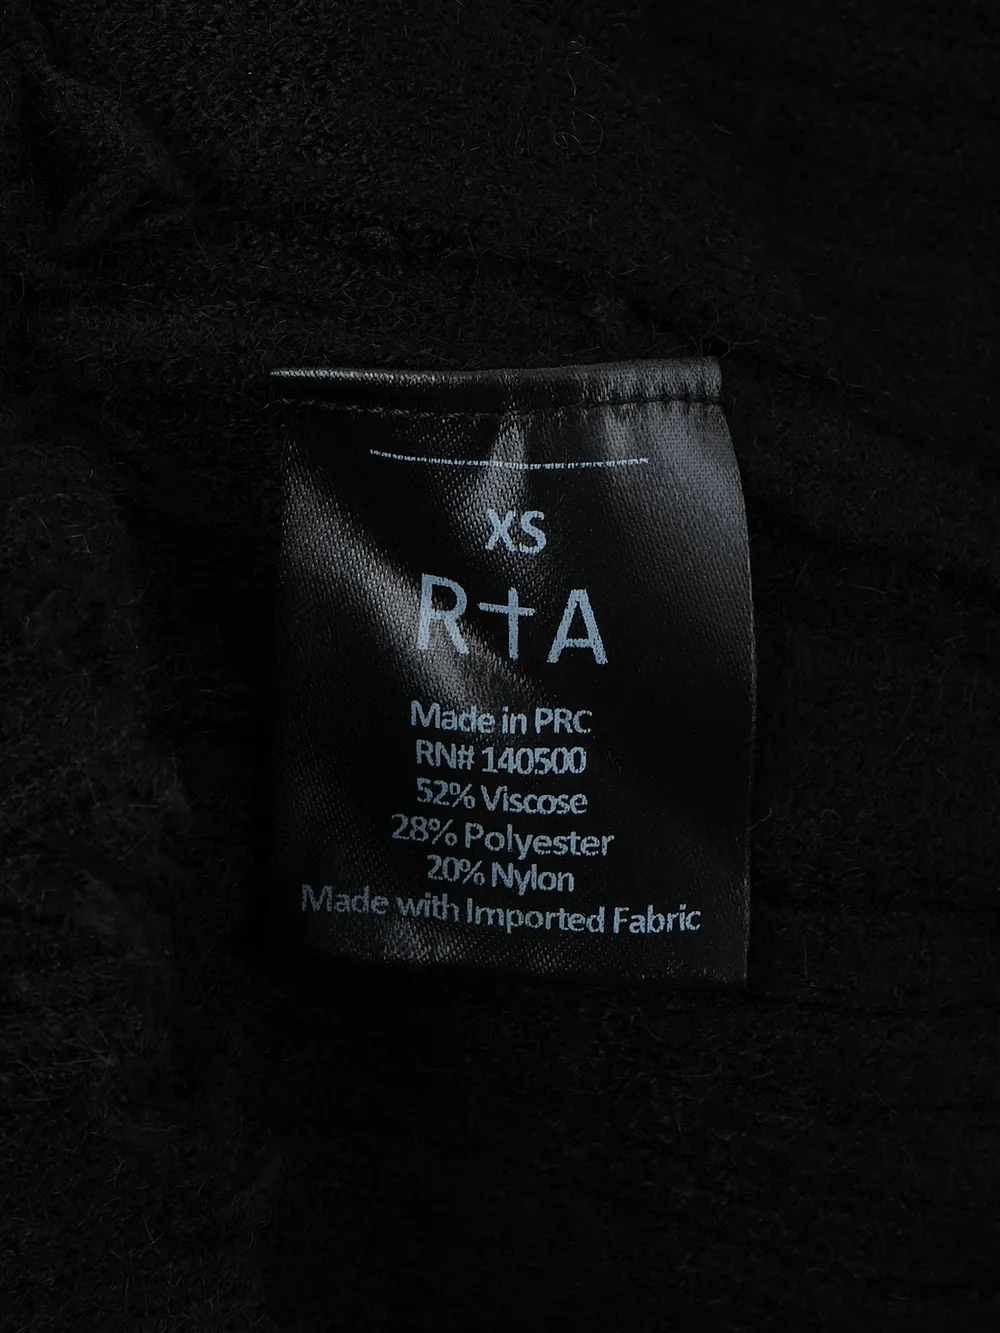 XS
R†A
Made in PRC
RN# 140500
52% Viscose
28% Polyester
20% Nylon
Made with Imported Fabric